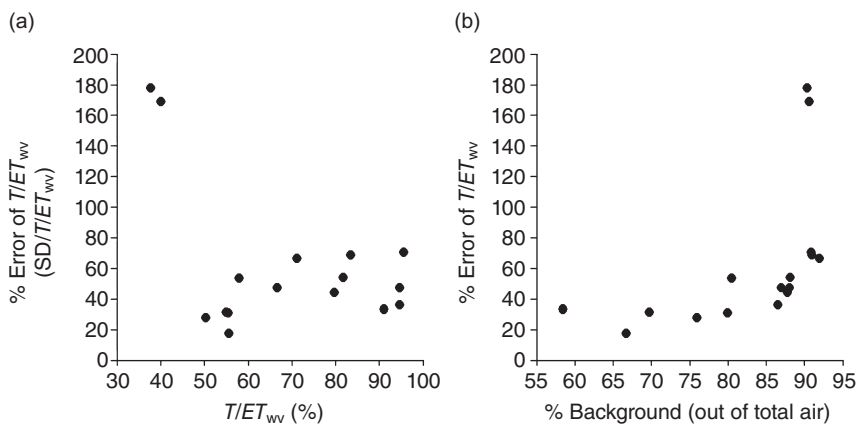 (a)
200
180
160
140
120
100
80
60
40
20
0
% Error of T/ETwv
(SD/T/ETwv)
30 40 50 60 70 80 90 100
T/ETwv (%)
(b)
200
180
160
140
120
100
80
60
40
20
0
% Error of T/ETwv
55 60 65 70 75 80 85 90 95
% Background (out of total air)